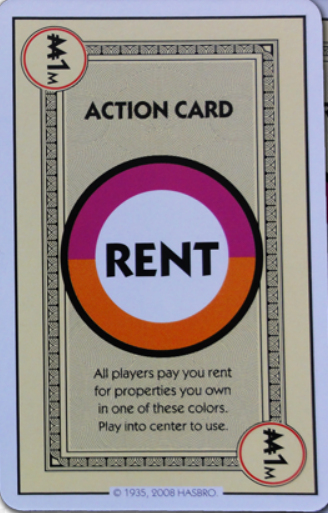 ₩1M
ACTION CARD
RENT
All players pay you rent
for properties you own
in one of these colors.
Play into center to use.
₩1M
© 1935, 2008 HASBRO.